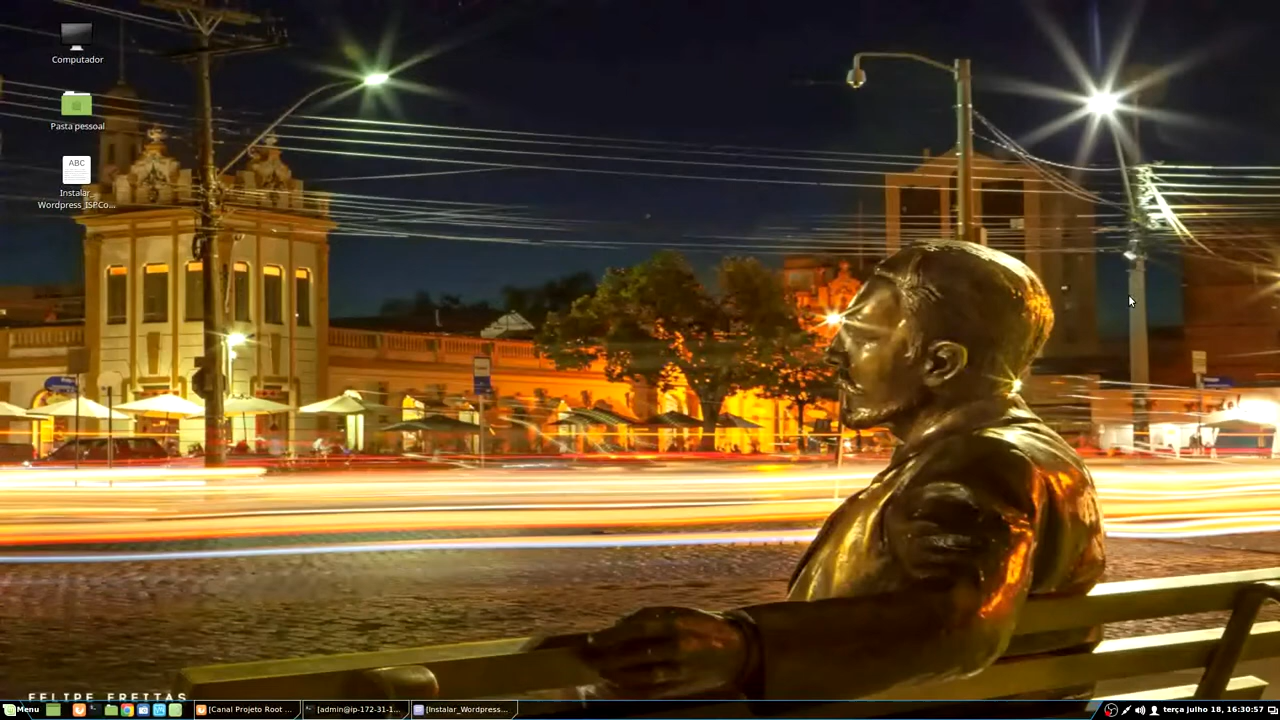 Computador
Pasta pessoal
ABC
Instalar_
Wordpress_ISPCo...
FELIPE FREITAS
Menu
[Canal Projeto Root ...
[admin@ip-172-31-1...
[Instalar_Wordpress...
terça julho 18, 16:30:57